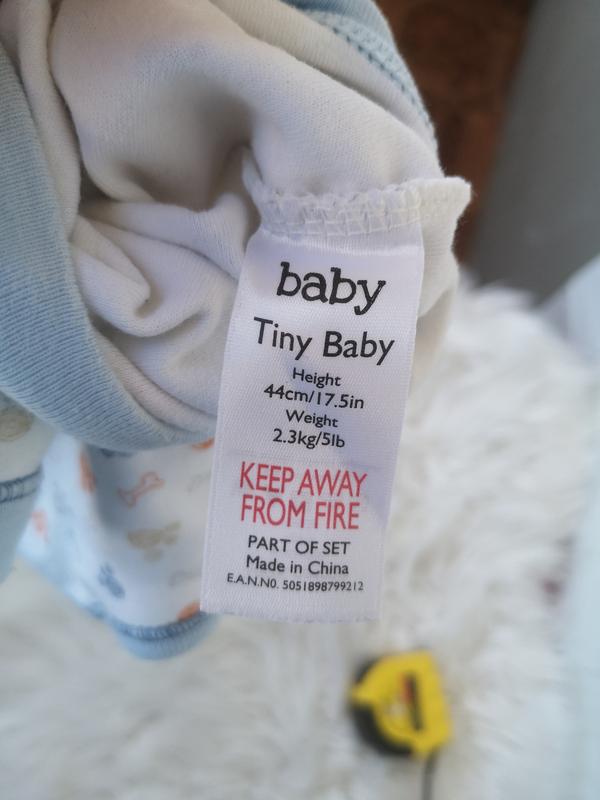 baby
Tiny Baby
Height
44cm/17.5in
Weight
2.3kg/5lb
KEEP AWAY
FROM FIRE
PART OF SET
Made in China
E.A.N.NO. 5051898799212